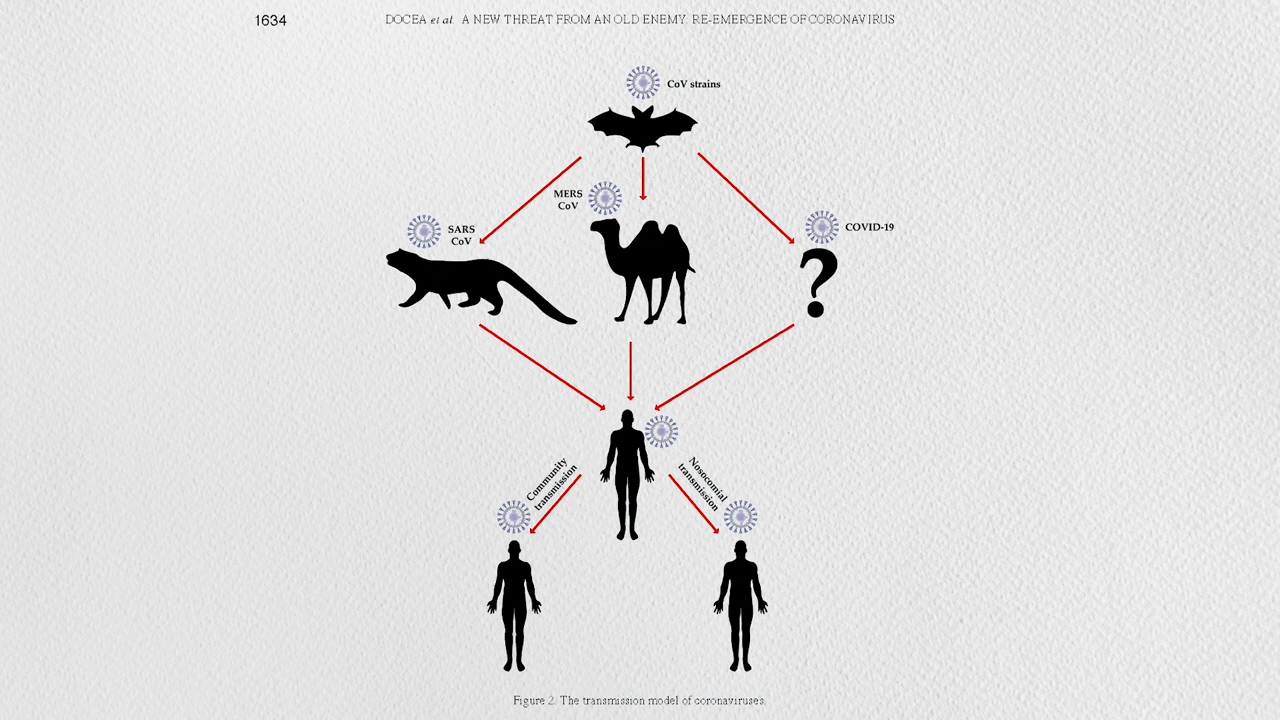 1634
DOCEA et al: A NEW THREAT FROM AN OLD ENEMY: RE-EMERGENCE OF CORONAVIRUS
CoV strains
MERS
CoV
SARS
CoV
COVID-19
?
Community
transmission
Nosocomial
transmission
Figure 2. The transmission model of coronaviruses.